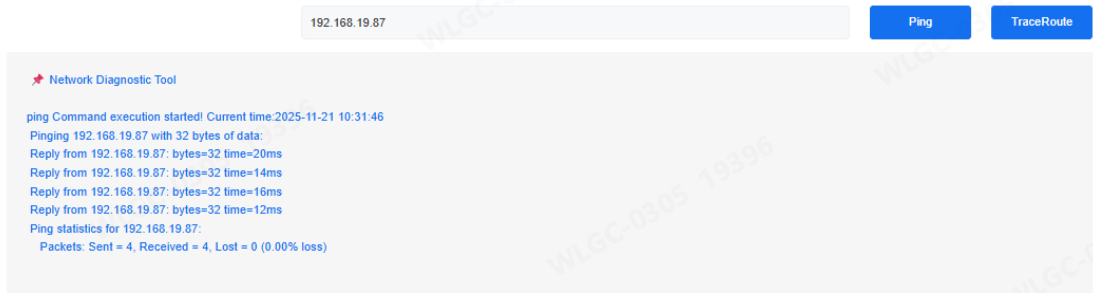 192.168.19.87
Ping
TraceRoute
Network Diagnostic Tool
ping Command execution started! Current time:2025-11-21 10:31:46
Pinging 192.168.19.87 with 32 bytes of data:
Reply from 192.168.19.87: bytes=32 time=20ms
Reply from 192.168.19.87: bytes=32 time=14ms
Reply from 192.168.19.87: bytes=32 time=16ms
Reply from 192.168.19.87: bytes=32 time=12ms
Ping statistics for 192.168.19.87:
Packets: Sent = 4, Received = 4, Lost = 0 (0.00% loss)
WLGC-0305 19396